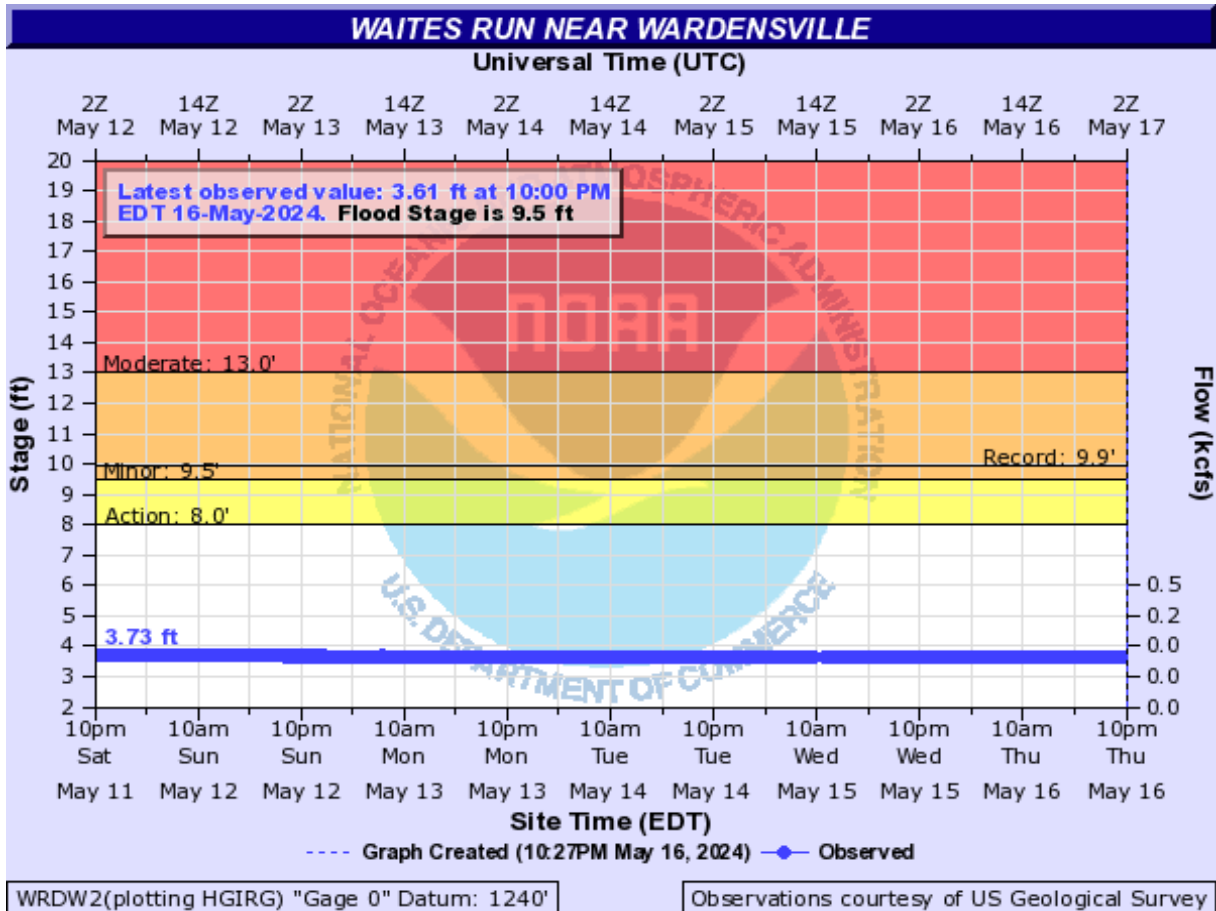 WAITES RUN NEAR WARDENSVILLE
Universal Time (UTC)
2Z 14Z 2Z 14Z 2Z 14Z 2Z 14Z 2Z 14Z 2Z
May 12 May 12 May 13 May 13 May 14 May 14 May 15 May 15 May 16 May 16 May 17
Latest observed value: 3.61 ft at 10:00 PM
EDT 16-May-2024. Flood Stage is 9.5 ft
NATIONAL OCEANIC AND ATMOSPHERIC ADMINISTRATION
NOAA
U.S. DEPARTMENT OF COMMERCE
Stage (ft)
20
19
18
17
16
15
14
13
12
11
10
9
8
7
6
5
4
3
2
Moderate: 13.0'
Record: 9.9'
Minor: 9.5'
Action: 8.0'
3.73 ft
Flow (kcfs)
0.5
0.2
0.0
0.0
0.0
10pm 10am 10pm 10am 10pm 10am 10pm 10am 10pm 10am 10pm
Sat Sun Sun Mon Mon Tue Tue Wed Wed Thu Thu
May 11 May 12 May 12 May 13 May 13 May 14 May 14 May 15 May 15 May 16 May 16
Site Time (EDT)
Graph Created (10:27PM May 16, 2024) Observed
WRDW2(plotting HGIRG) "Gage 0" Datum: 1240'
Observations courtesy of US Geological Survey